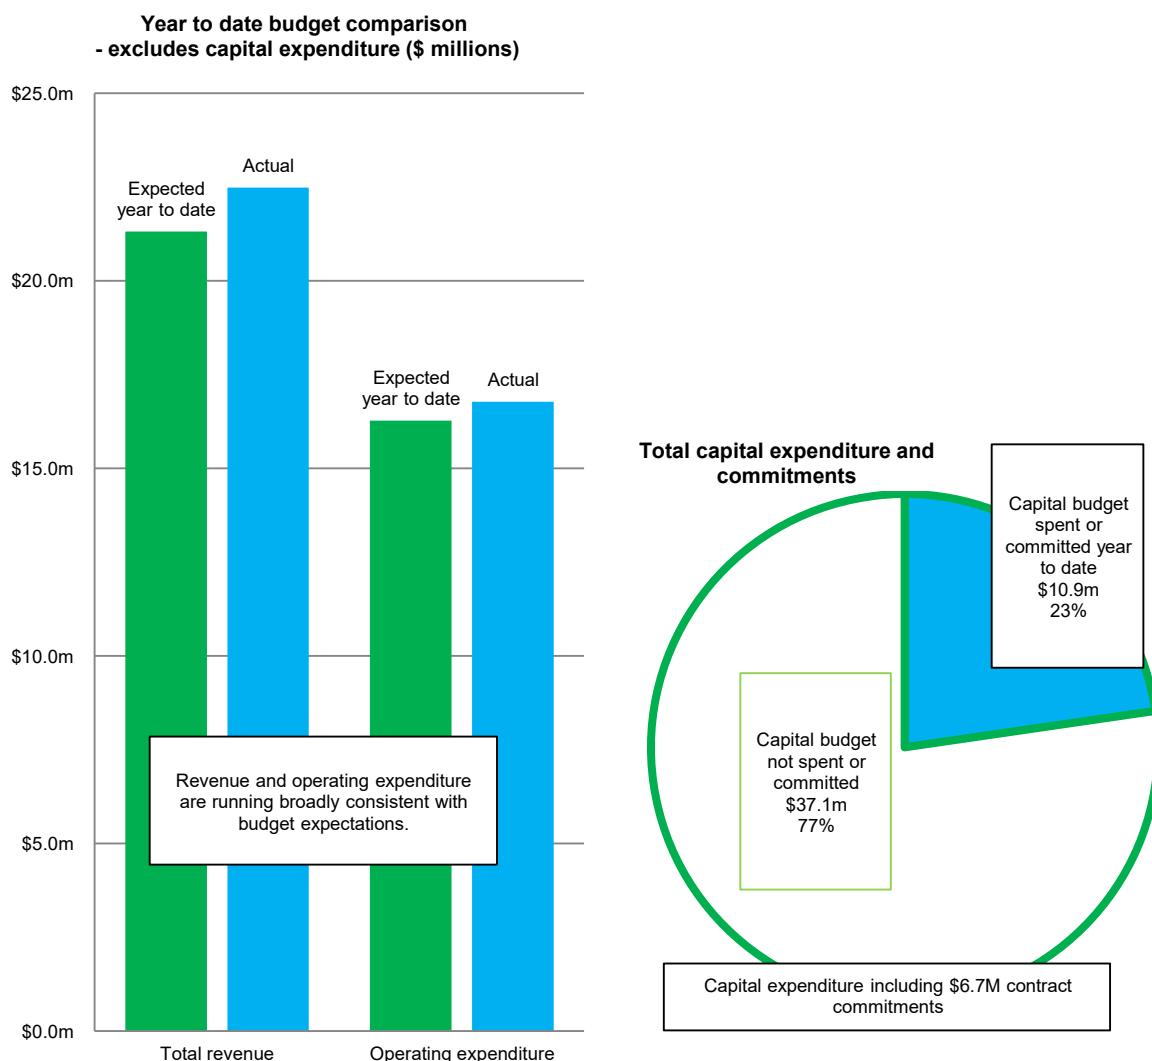 Year to date budget comparison
- excludes capital expenditure ($ millions)
$25.0m
$20.0m
$15.0m
$10.0m
$5.0m
$0.0m
Expected
year to date
Actual
Expected
year to date
Actual
Revenue and operating expenditure
are running broadly consistent with
budget expectations.
Total revenue
Operating expenditure
Total capital expenditure and
commitments
Capital budget
spent or
committed year
to date
$10.9m
23%
Capital budget
not spent or
committed
$37.1m
77%
Capital expenditure including $6.7M contract
commitments